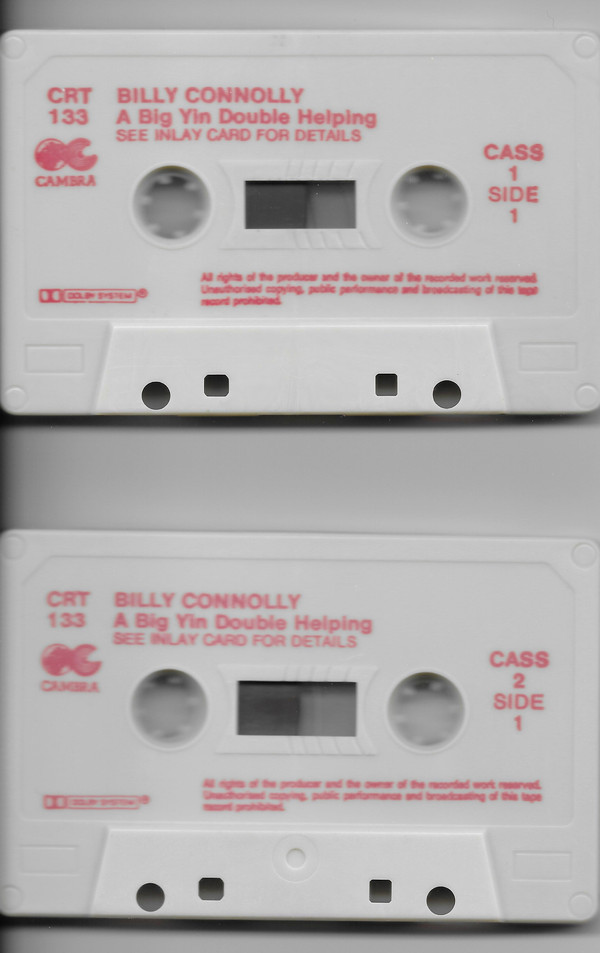 CRT BILLY CONNOLLY
133 A Big Yin Double Helping
SEE INLAY CARD FOR DETAILS
CAMBRA
CASS
1
SIDE
1
All rights of the producer and the owner of the recorded work reserved.
Unauthorised copying, public performance and broadcasting of this tape
record prohibited.
DOLBY SYSTEM ®
CRT BILLY CONNOLLY
133 A Big Yin Double Helping
SEE INLAY CARD FOR DETAILS
CAMBRA
CASS
2
SIDE
1
All rights of the producer and the owner of the recorded work reserved.
Unauthorised copying, public performance and broadcasting of this tape
record prohibited.
DOLBY SYSTEM ®